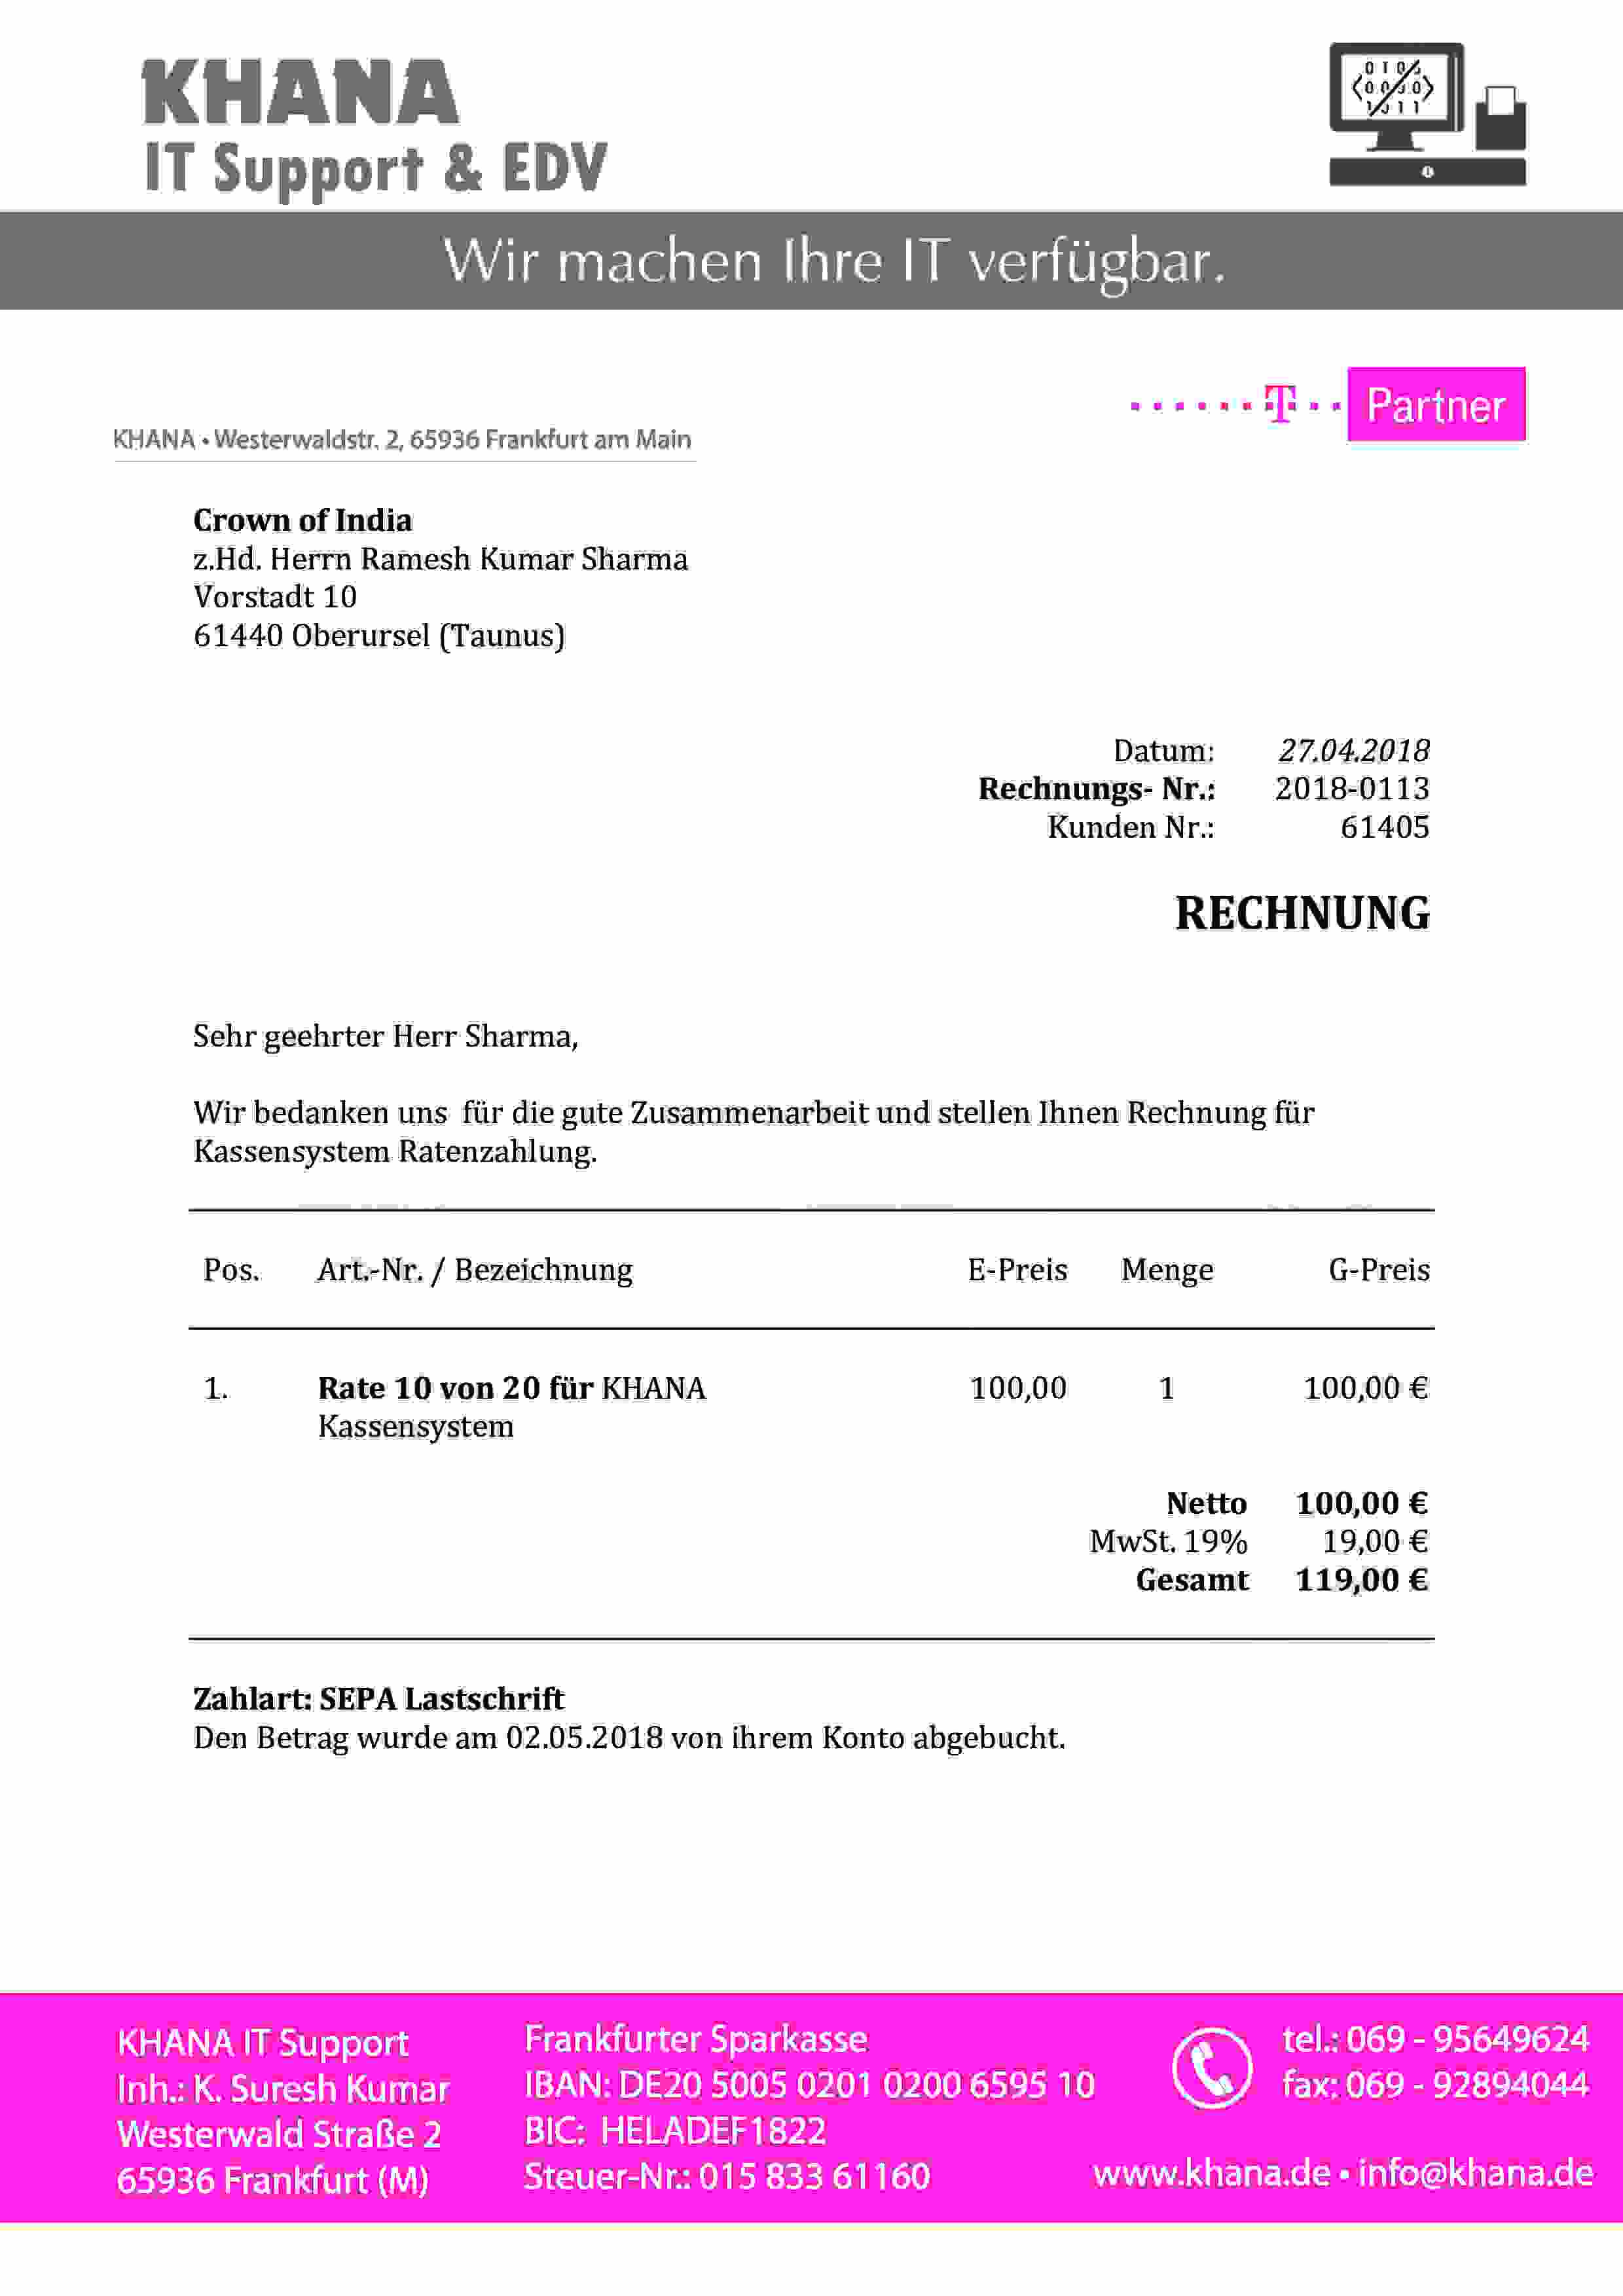 KHANA
IT Support & EDV
Wir machen Ihre IT verfügbar.
T Partner
KHANA • Westerwaldstr. 2, 65936 Frankfurt am Main
Crown of India
z.Hd. Herrn Ramesh Kumar Sharma
Vorstadt 10
61440 Oberursel (Taunus)
Datum: 27.04.2018
Rechnungs- Nr.: 2018-0113
Kunden Nr.: 61405
RECHNUNG
Sehr geehrter Herr Sharma,
Wir bedanken uns für die gute Zusammenarbeit und stellen Ihnen Rechnung für
Kassensystem Ratenzahlung.
Pos. Art.-Nr. / Bezeichnung E-Preis Menge G-Preis
1. Rate 10 von 20 für KHANA 100,00 1 100,00 €
Kassensystem
Netto 100,00 €
MwSt. 19% 19,00 €
Gesamt 119,00 €
Zahlart: SEPA Lastschrift
Den Betrag wurde am 02.05.2018 von ihrem Konto abgebucht.
KHANA IT Support
Inh.: K. Suresh Kumar
Westerwald Straße 2
65936 Frankfurt (M)
Frankfurter Sparkasse
IBAN: DE20 5005 0201 0200 6595 10
BIC: HELADEF1822
Steuer-Nr.: 015 833 61160
tel.: 069 - 95649624
fax: 069 - 92894044
www.khana.de • info@khana.de